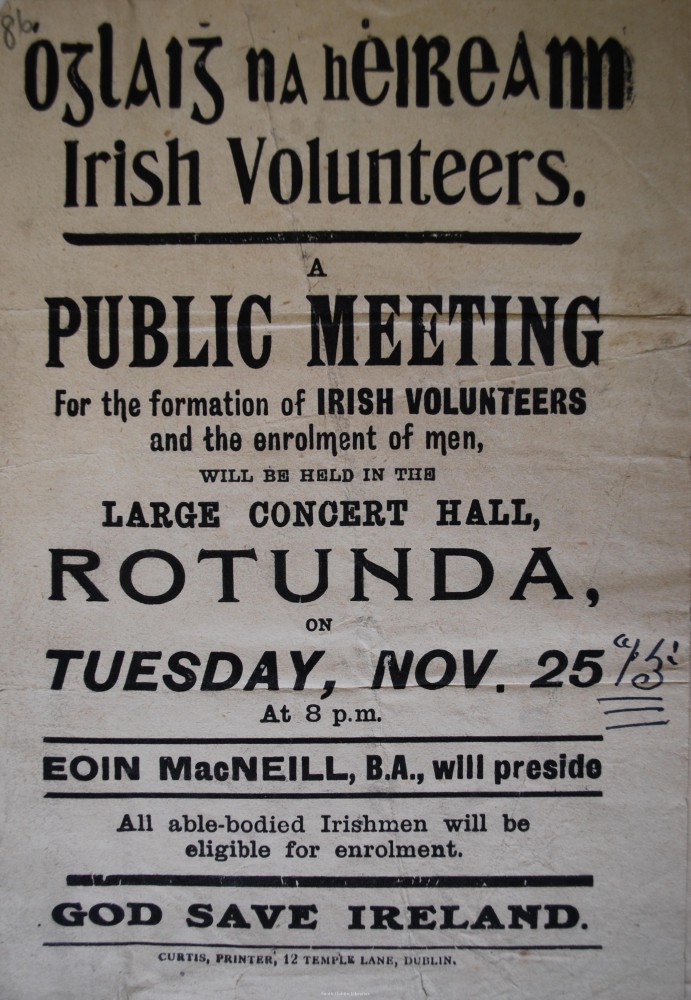 86.
Óglaiġ na hÉireann
Irish Volunteers.
A
PUBLIC MEETING
For the formation of IRISH VOLUNTEERS
and the enrolment of men,
WILL BE HELD IN THE
LARGE CONCERT HALL,
ROTUNDA,
ON
TUESDAY, NOV. 25
At 8 p.m.
EOIN MacNEILL, B.A., will preside
All able-bodied Irishmen will be
eligible for enrolment.
GOD SAVE IRELAND.
CURTIS, PRINTER, 12 TEMPLE LANE, DUBLIN.